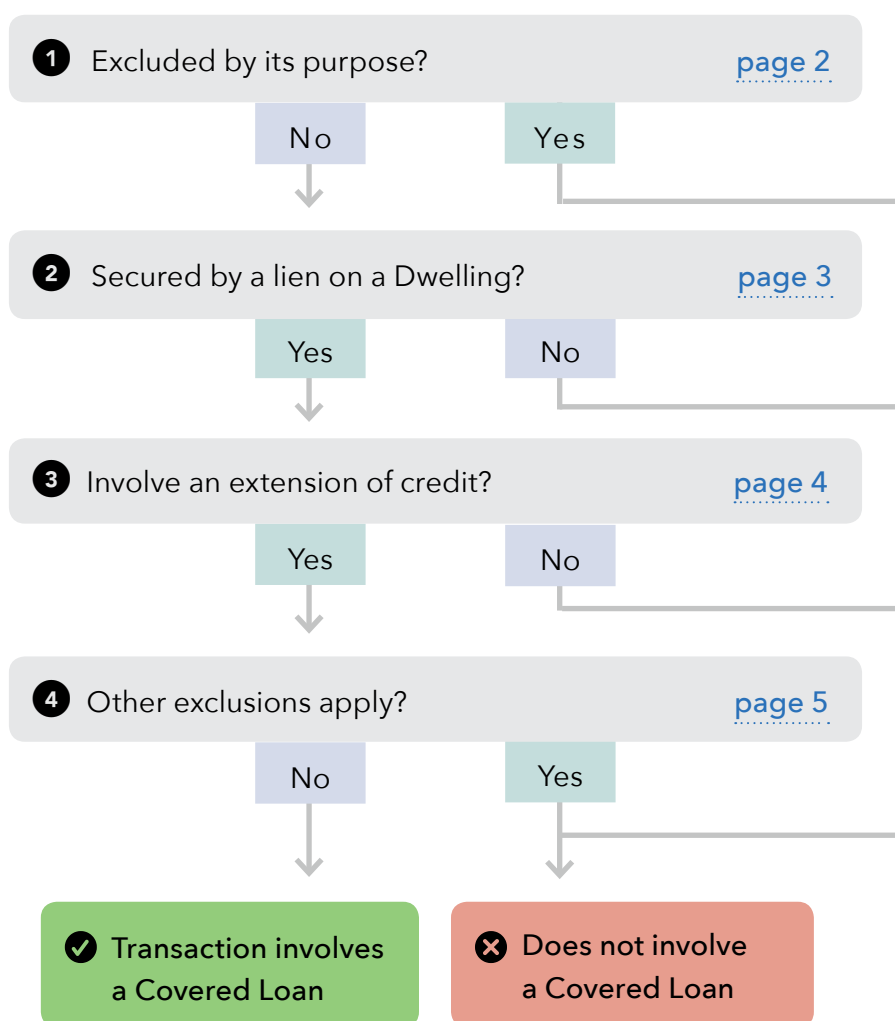 1 Excluded by its purpose? page 2
No Yes
2 Secured by a lien on a Dwelling? page 3
Yes No
3 Involve an extension of credit? page 4
Yes No
4 Other exclusions apply? page 5
No Yes
Transaction involves
a Covered Loan
Does not involve
a Covered Loan